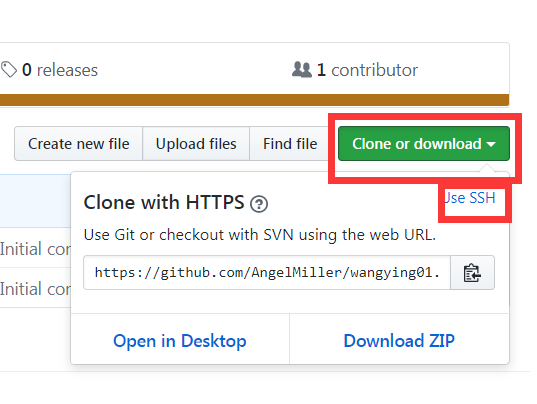 0 releases
1 contributor
Create new file
Upload files
Find file
Clone or download
Clone with HTTPS
Use SSH
Use Git or checkout with SVN using the web URL.
https://github.com/AngelMiller/wangying01.
Initial con
Initial con
Open in Desktop
Download ZIP